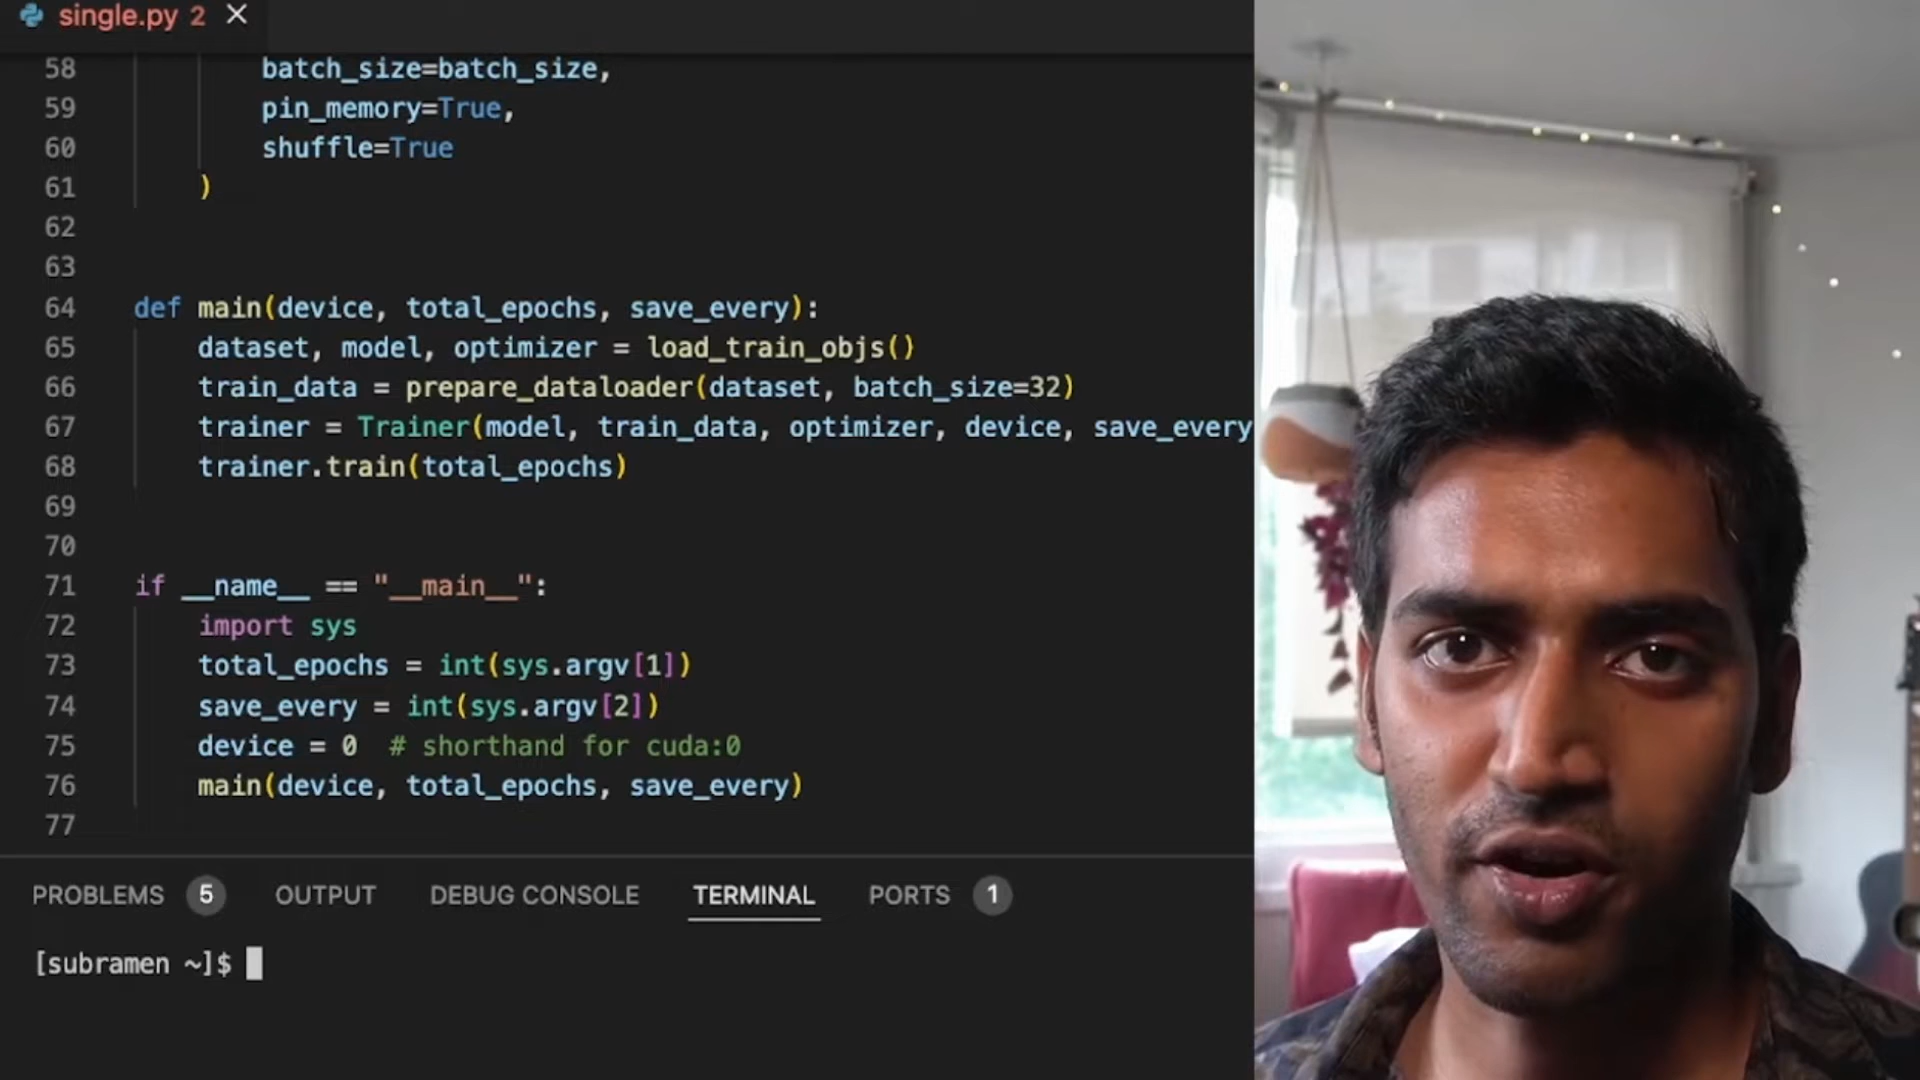 single.py 2
58 batch_size=batch_size,
59 pin_memory=True,
60 shuffle=True
61 )
62
63
64 def main(device, total_epochs, save_every):
65 dataset, model, optimizer = load_train_objs()
66 train_data = prepare_dataloader(dataset, batch_size=32)
67 trainer = Trainer(model, train_data, optimizer, device, save_every
68 trainer.train(total_epochs)
69
70
71 if __name__ == "__main__":
72 import sys
73 total_epochs = int(sys.argv[1])
74 save_every = int(sys.argv[2])
75 device = 0 # shorthand for cuda:0
76 main(device, total_epochs, save_every)
77
PROBLEMS 5 OUTPUT DEBUG CONSOLE TERMINAL PORTS 1
[subramen ~]$